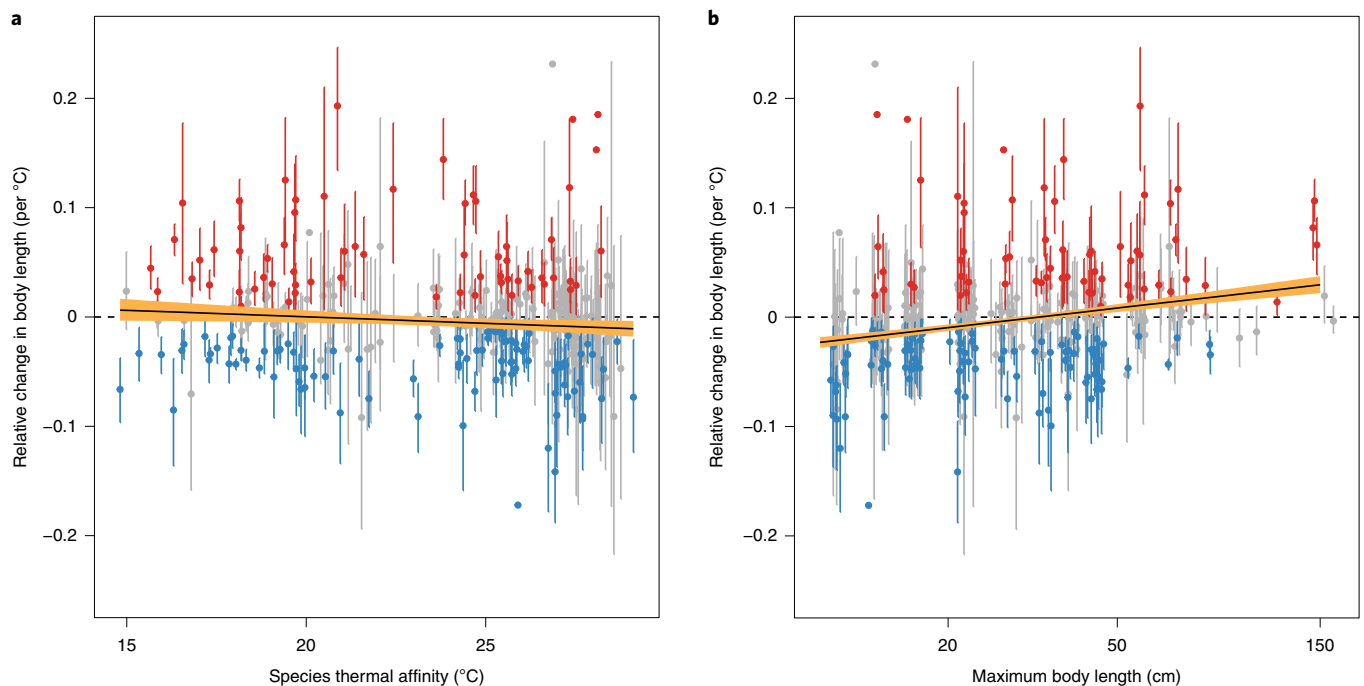 a
Relative change in body length (per °C)
0.2
0.1
0
−0.1
−0.2
15
20
25
Species thermal affinity (°C)
b
Relative change in body length (per °C)
0.2
0.1
0
−0.1
−0.2
20
50
150
Maximum body length (cm)